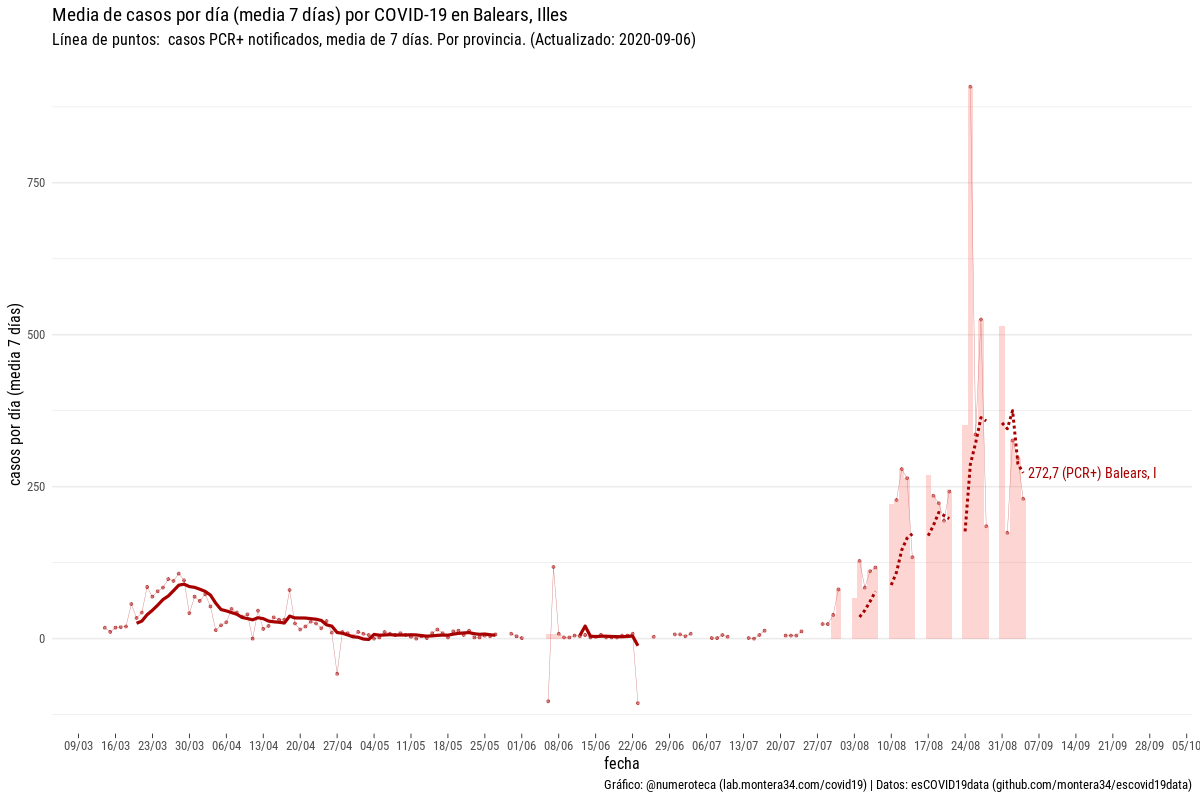 Media de casos por día (media 7 días) por COVID-19 en Balears, Illes
Línea de puntos:  casos PCR+ notificados, media de 7 días. Por provincia. (Actualizado: 2020-09-06)
casos por día (media 7 días)
750
500
250
0
272,7 (PCR+) Balears, I
09/03 16/03 23/03 30/03 06/04 13/04 20/04 27/04 04/05 11/05 18/05 25/05 01/06 08/06 15/06 22/06 29/06 06/07 13/07 20/07 27/07 03/08 10/08 17/08 24/08 31/08 07/09 14/09 21/09 28/09 05/10
fecha
Gráfico: @numeroteca (lab.montera34.com/covid19) | Datos: esCOVID19data (github.com/montera34/escovid19data)